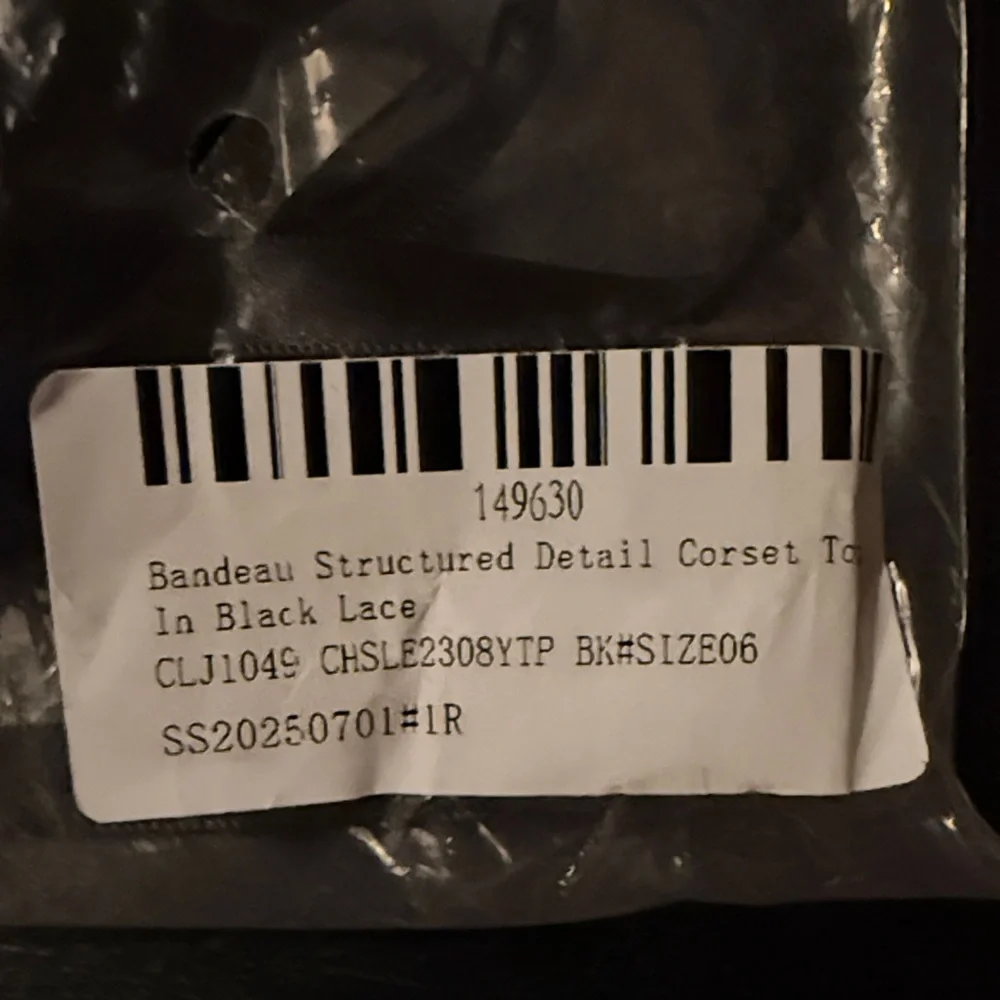 149630
Bandeau Structured Detail Corset
In Black Lace
CLJ1049 CHSLE2308YTP BK#SIZE06
SS20250701#1R